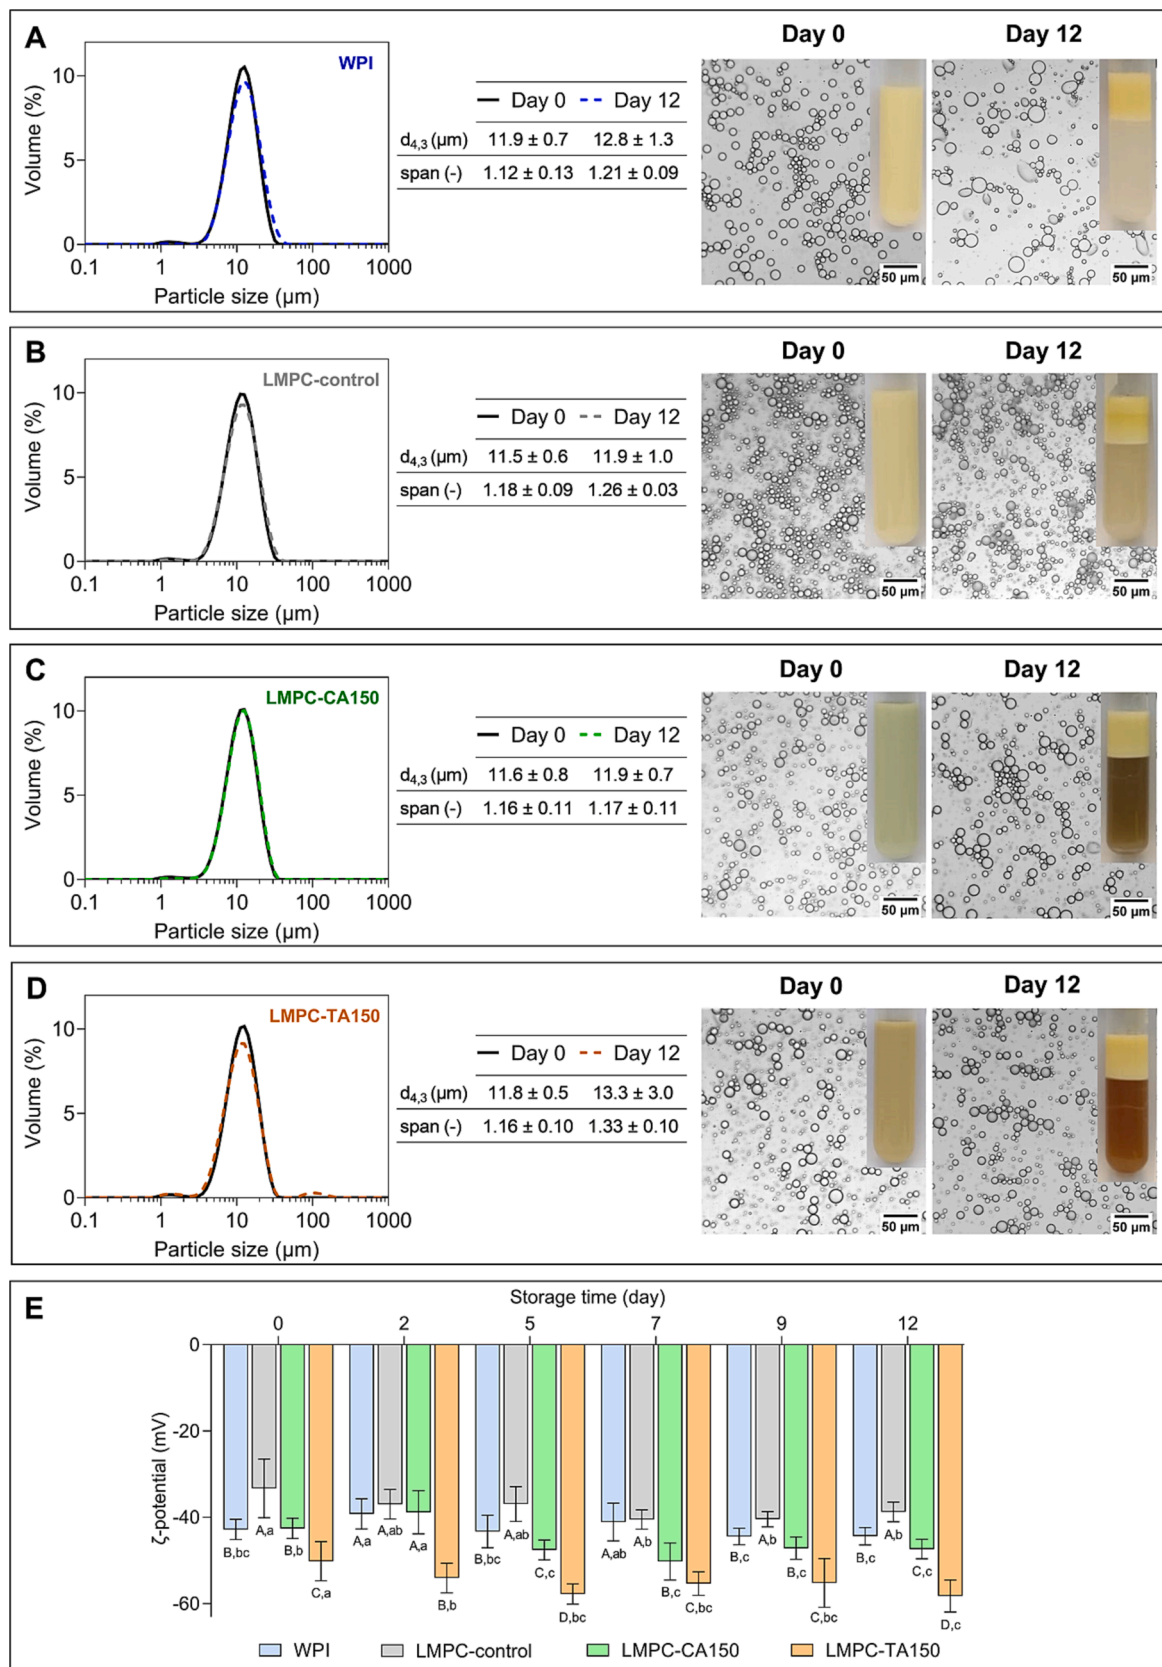 A
WPI
Day 0 Day 12
10
5
0
Volume (%)
0.1 1 10 100 1000
Particle size (µm)
Day 0 Day 12
d4,3 (µm) 11.9 ± 0.7 12.8 ± 1.3
span (-) 1.12 ± 0.13 1.21 ± 0.09
50 µm 50 µm
B
LMPC-control
Day 0 Day 12
10
5
0
Volume (%)
0.1 1 10 100 1000
Particle size (µm)
Day 0 Day 12
d4,3 (µm) 11.5 ± 0.6 11.9 ± 1.0
span (-) 1.18 ± 0.09 1.26 ± 0.03
50 µm 50 µm
C
LMPC-CA150
Day 0 Day 12
10
5
0
Volume (%)
0.1 1 10 100 1000
Particle size (µm)
Day 0 Day 12
d4,3 (µm) 11.6 ± 0.8 11.9 ± 0.7
span (-) 1.16 ± 0.11 1.17 ± 0.11
50 µm 50 µm
D
LMPC-TA150
Day 0 Day 12
10
5
0
Volume (%)
0.1 1 10 100 1000
Particle size (µm)
Day 0 Day 12
d4,3 (µm) 11.8 ± 0.5 13.3 ± 3.0
span (-) 1.16 ± 0.10 1.33 ± 0.10
50 µm 50 µm
E
Storage time (day)
0 2 5 7 9 12
0
-20
-40
-60
ζ-potential (mV)
B,bc A,a B,b C,a
A,a A,ab A,a B,b
B,bc A,ab C,c D,bc
A,ab A,b B,c C,bc
B,c A,b B,c C,bc
B,c A,b C,c D,c
WPI LMPC-control LMPC-CA150 LMPC-TA150